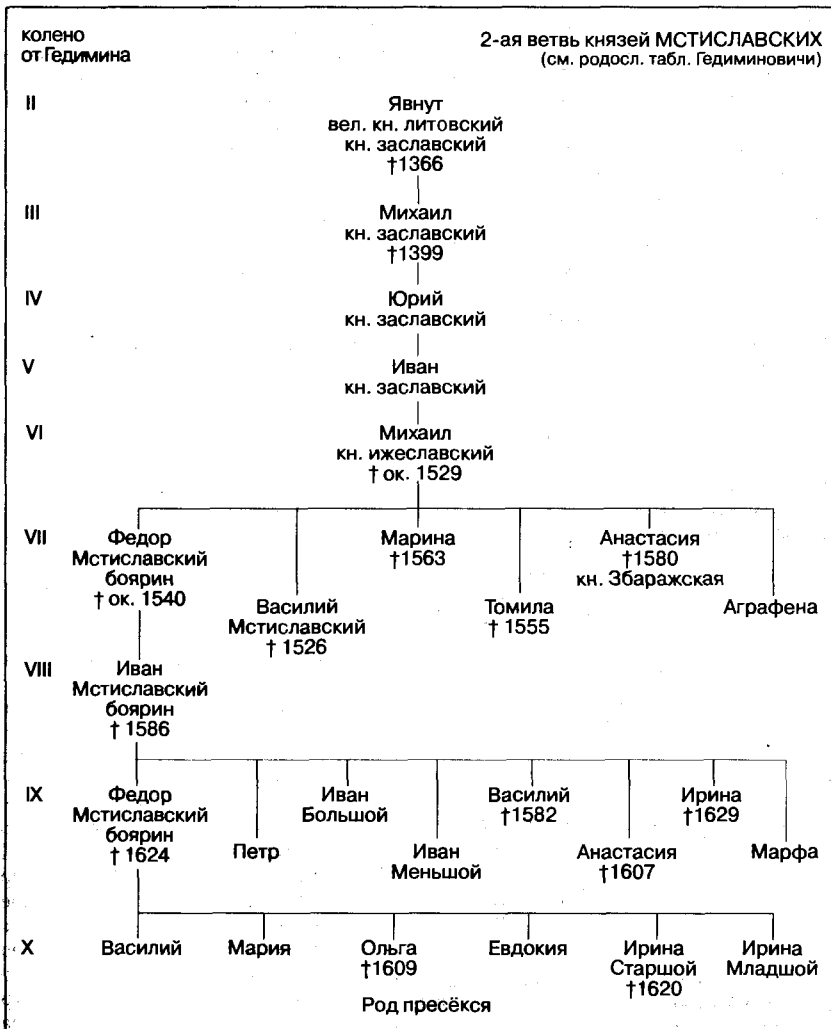 колено
от Гедимина
2-ая ветвь князей МСТИСЛАВСКИХ
(см. родосл. табл. Гедиминовичи)
II
Явнут
вел. кн. литовский
кн. заславский
†1366
III
Михаил
кн. заславский
†1399
IV
Юрий
кн. заславский
V
Иван
кн. заславский
VI
Михаил
кн. ижеславский
† ок. 1529
VII
Федор
Мстиславский
боярин
† ок. 1540
Василий
Мстиславский
† 1526
Марина
†1563
Томила
† 1555
Анастасия
†1580
кн. Збаражская
Аграфена
VIII
Иван
Мстиславский
боярин
† 1586
IX
Федор
Мстиславский
боярин
† 1624
Петр
Иван
Большой
Иван
Меньшой
Василий
†1582
Анастасия
†1607
Ирина
†1629
Марфа
X
Василий
Мария
Ольга
†1609
Евдокия
Ирина
Старшой
†1620
Ирина
Младшой
Род пресёкся